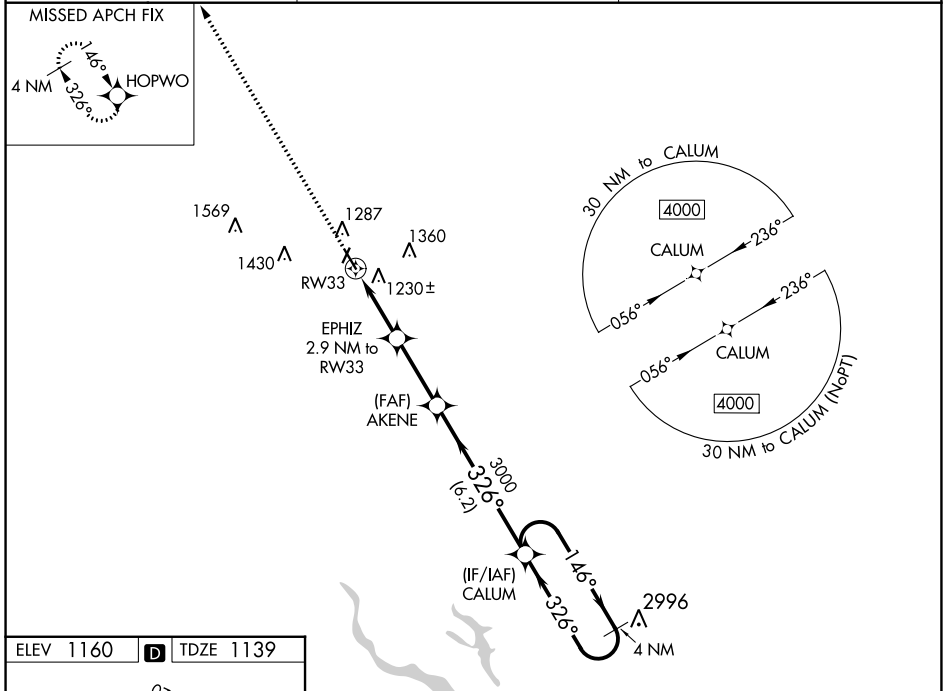 MISSED APCH FIX
146°
HOPWO
4 NM
326°
30 NM to CALUM
4000
CALUM
236°
056°
236°
056°
CALUM
4000
30 NM to CALUM (NoPT)
1569
1287
1430
1360
RW33
1230±
EPHIZ
2.9 NM to
RW33
(FAF)
AKENE
3000
326°
(6.2)
(IF/IAF)
CALUM
146°
326°
2996
4 NM
ELEV 1160 D TDZE 1139